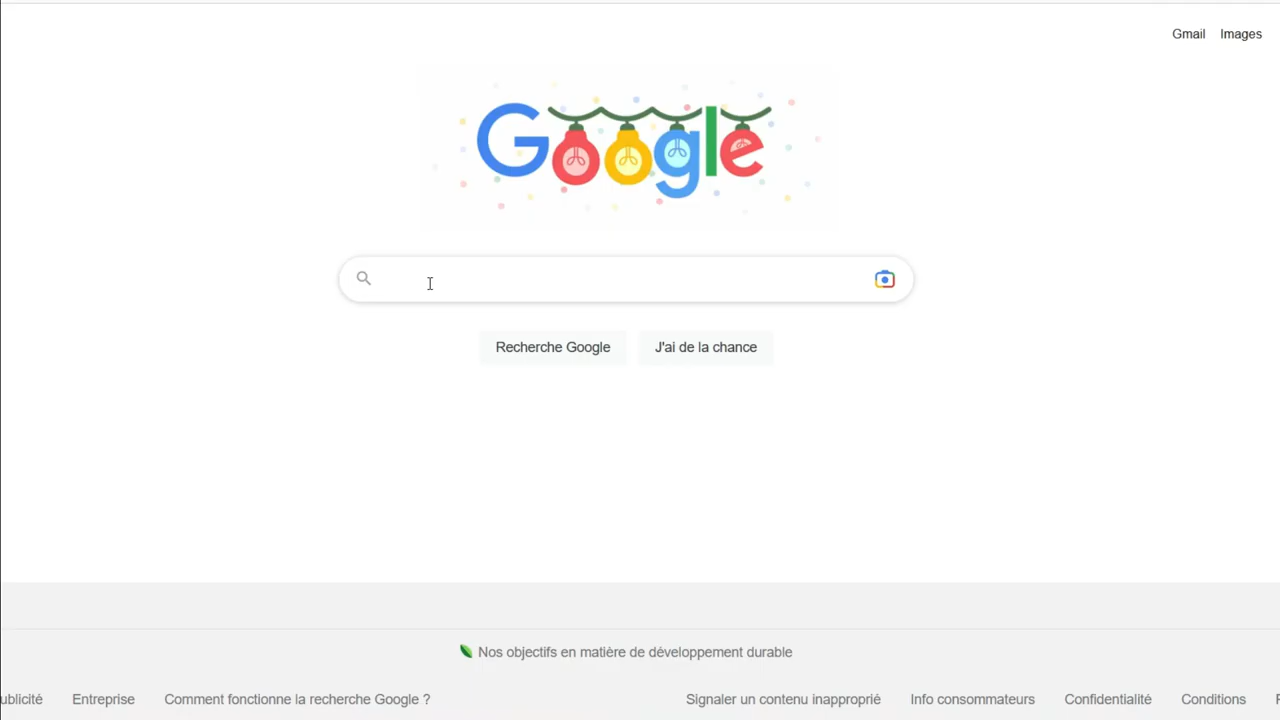 Gmail Images
Google
Recherche Google J'ai de la chance
Nos objectifs en matière de développement durable
ublicité Entreprise Comment fonctionne la recherche Google ? Signaler un contenu inapproprié Info consommateurs Confidentialité Conditions